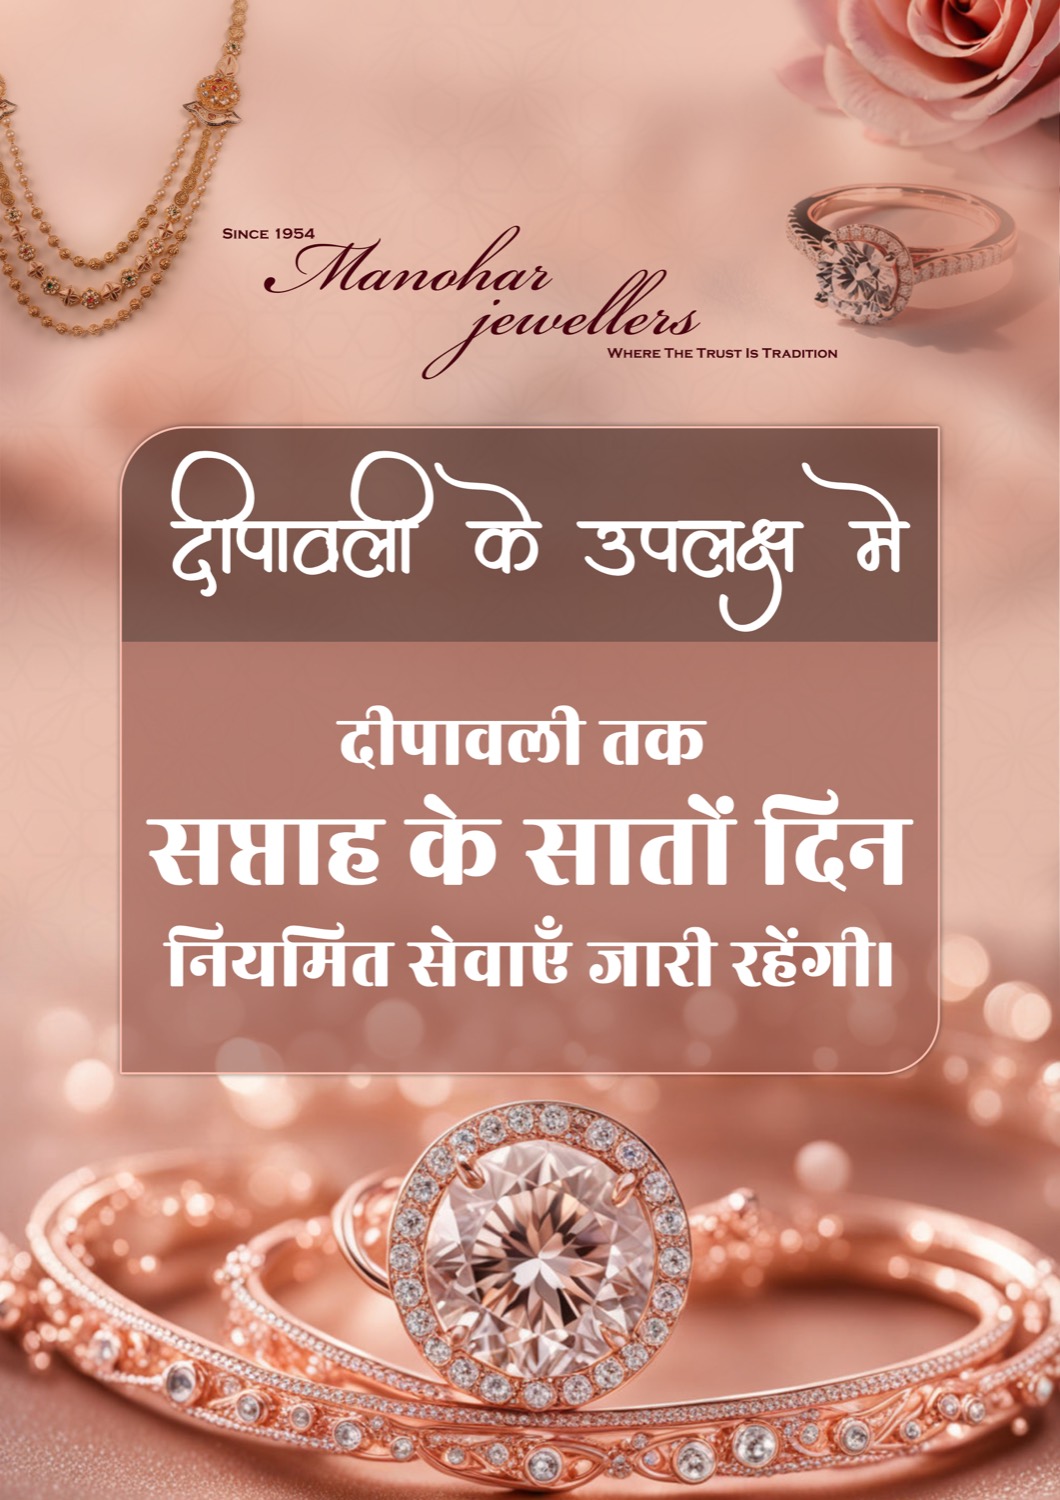 SINCE 1954
Manohar
jewellers
WHERE THE TRUST IS TRADITION
दीपावली के उपलक्ष मे
दीपावली तक
सप्ताह के सातों दिन
नियमित सेवाएँ जारी रहेंगी।